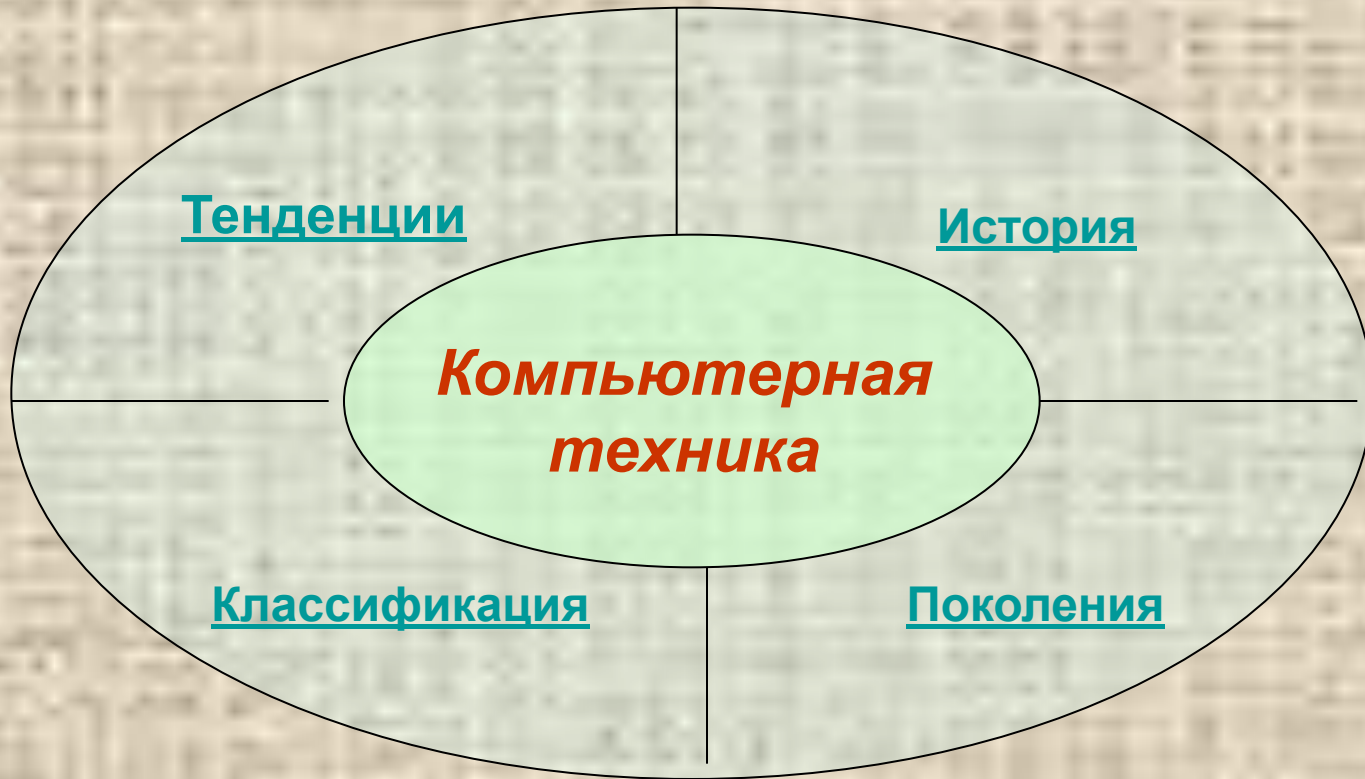 Тенденции
История
Компьютерная
техника
Классификация
Поколения